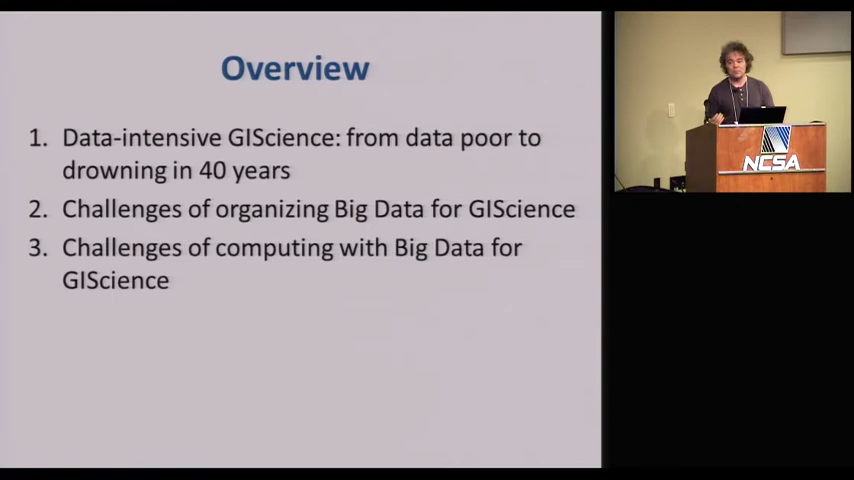 Overview
1. Data-intensive GIScience: from data poor to
drowning in 40 years
2. Challenges of organizing Big Data for GIScience
3. Challenges of computing with Big Data for
GIScience
NCSA